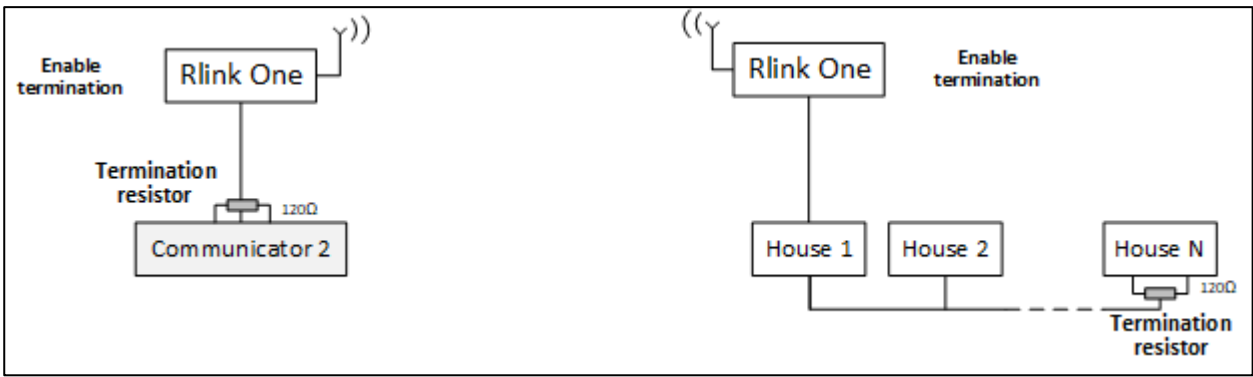 Enable
termination
Rlink One
Termination
resistor
120Ω
Communicator 2
Rlink One
Enable
termination
House 1
House 2
House N
120Ω
Termination
resistor